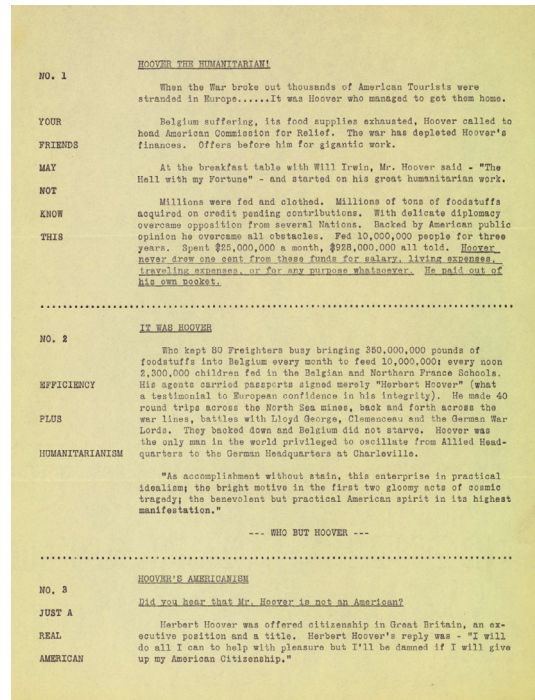 HOOVER THE HUMANITARIAN!
NO. 1
When the War broke out thousands of American Tourists were
stranded in Europe......It was Hoover who managed to get them home.
YOUR
FRIENDS
MAY
NOT
KNOW
THIS
Belgium suffering, its food supplies exhausted, Hoover called to
head American Commission for Relief. The war has depleted Hoover's
finances. Offers before him for gigantic work.
At the breakfast table with Will Irwin, Mr. Hoover said - "The
Hell with my Fortune" - and started on his great humanitarian work.
Millions were fed and clothed. Millions of tons of foodstuffs
acquired on credit pending contributions. With delicate diplomacy
overcame opposition from several Nations. Backed by American public
opinion he overcame all obstacles. Fed 10,000,000 people for three
years. Spent $25,000,000 a month, $928,000,000 all told. Hoover
never drew one cent from these funds for salary, living expenses,
traveling expenses, or for any purpose whatsoever. He paid out of
his own pocket.
IT WAS HOOVER
NO. 2
Who kept 80 Freighters busy bringing 350,000,000 pounds of
foodstuffs into Belgium every month to feed 10,000,000: every noon
2,300,000 children fed in the Belgian and Northern France Schools.
EFFICIENCY
PLUS
HUMANITARIANISM
His agents carried passports signed merely "Herbert Hoover" (what
a testimonial to European confidence in his integrity). He made 40
round trips across the North Sea mines, back and forth across the
war lines, battles with Lloyd George, Clemenceau and the German War
Lords. They backed down and Belgium did not starve. Hoover was
the only man in the world privileged to oscillate from Allied Head-
quarters to the German Headquarters at Charleville.
"As accomplishment without stain, this enterprise in practical
idealism; the bright motive in the first two gloomy acts of cosmic
tragedy; the benevolent but practical American spirit in its highest
manifestation."
--- WHO BUT HOOVER ---
HOOVER'S AMERICANISM
NO. 3
Did you hear that Mr. Hoover is not an American?
JUST A
REAL
AMERICAN
Herbert Hoover was offered citizenship in Great Britain, an ex-
ecutive position and a title. Herbert Hoover's reply was - "I will
do all I can to help with pleasure but I'll be damned if I will give
up my American Citizenship."